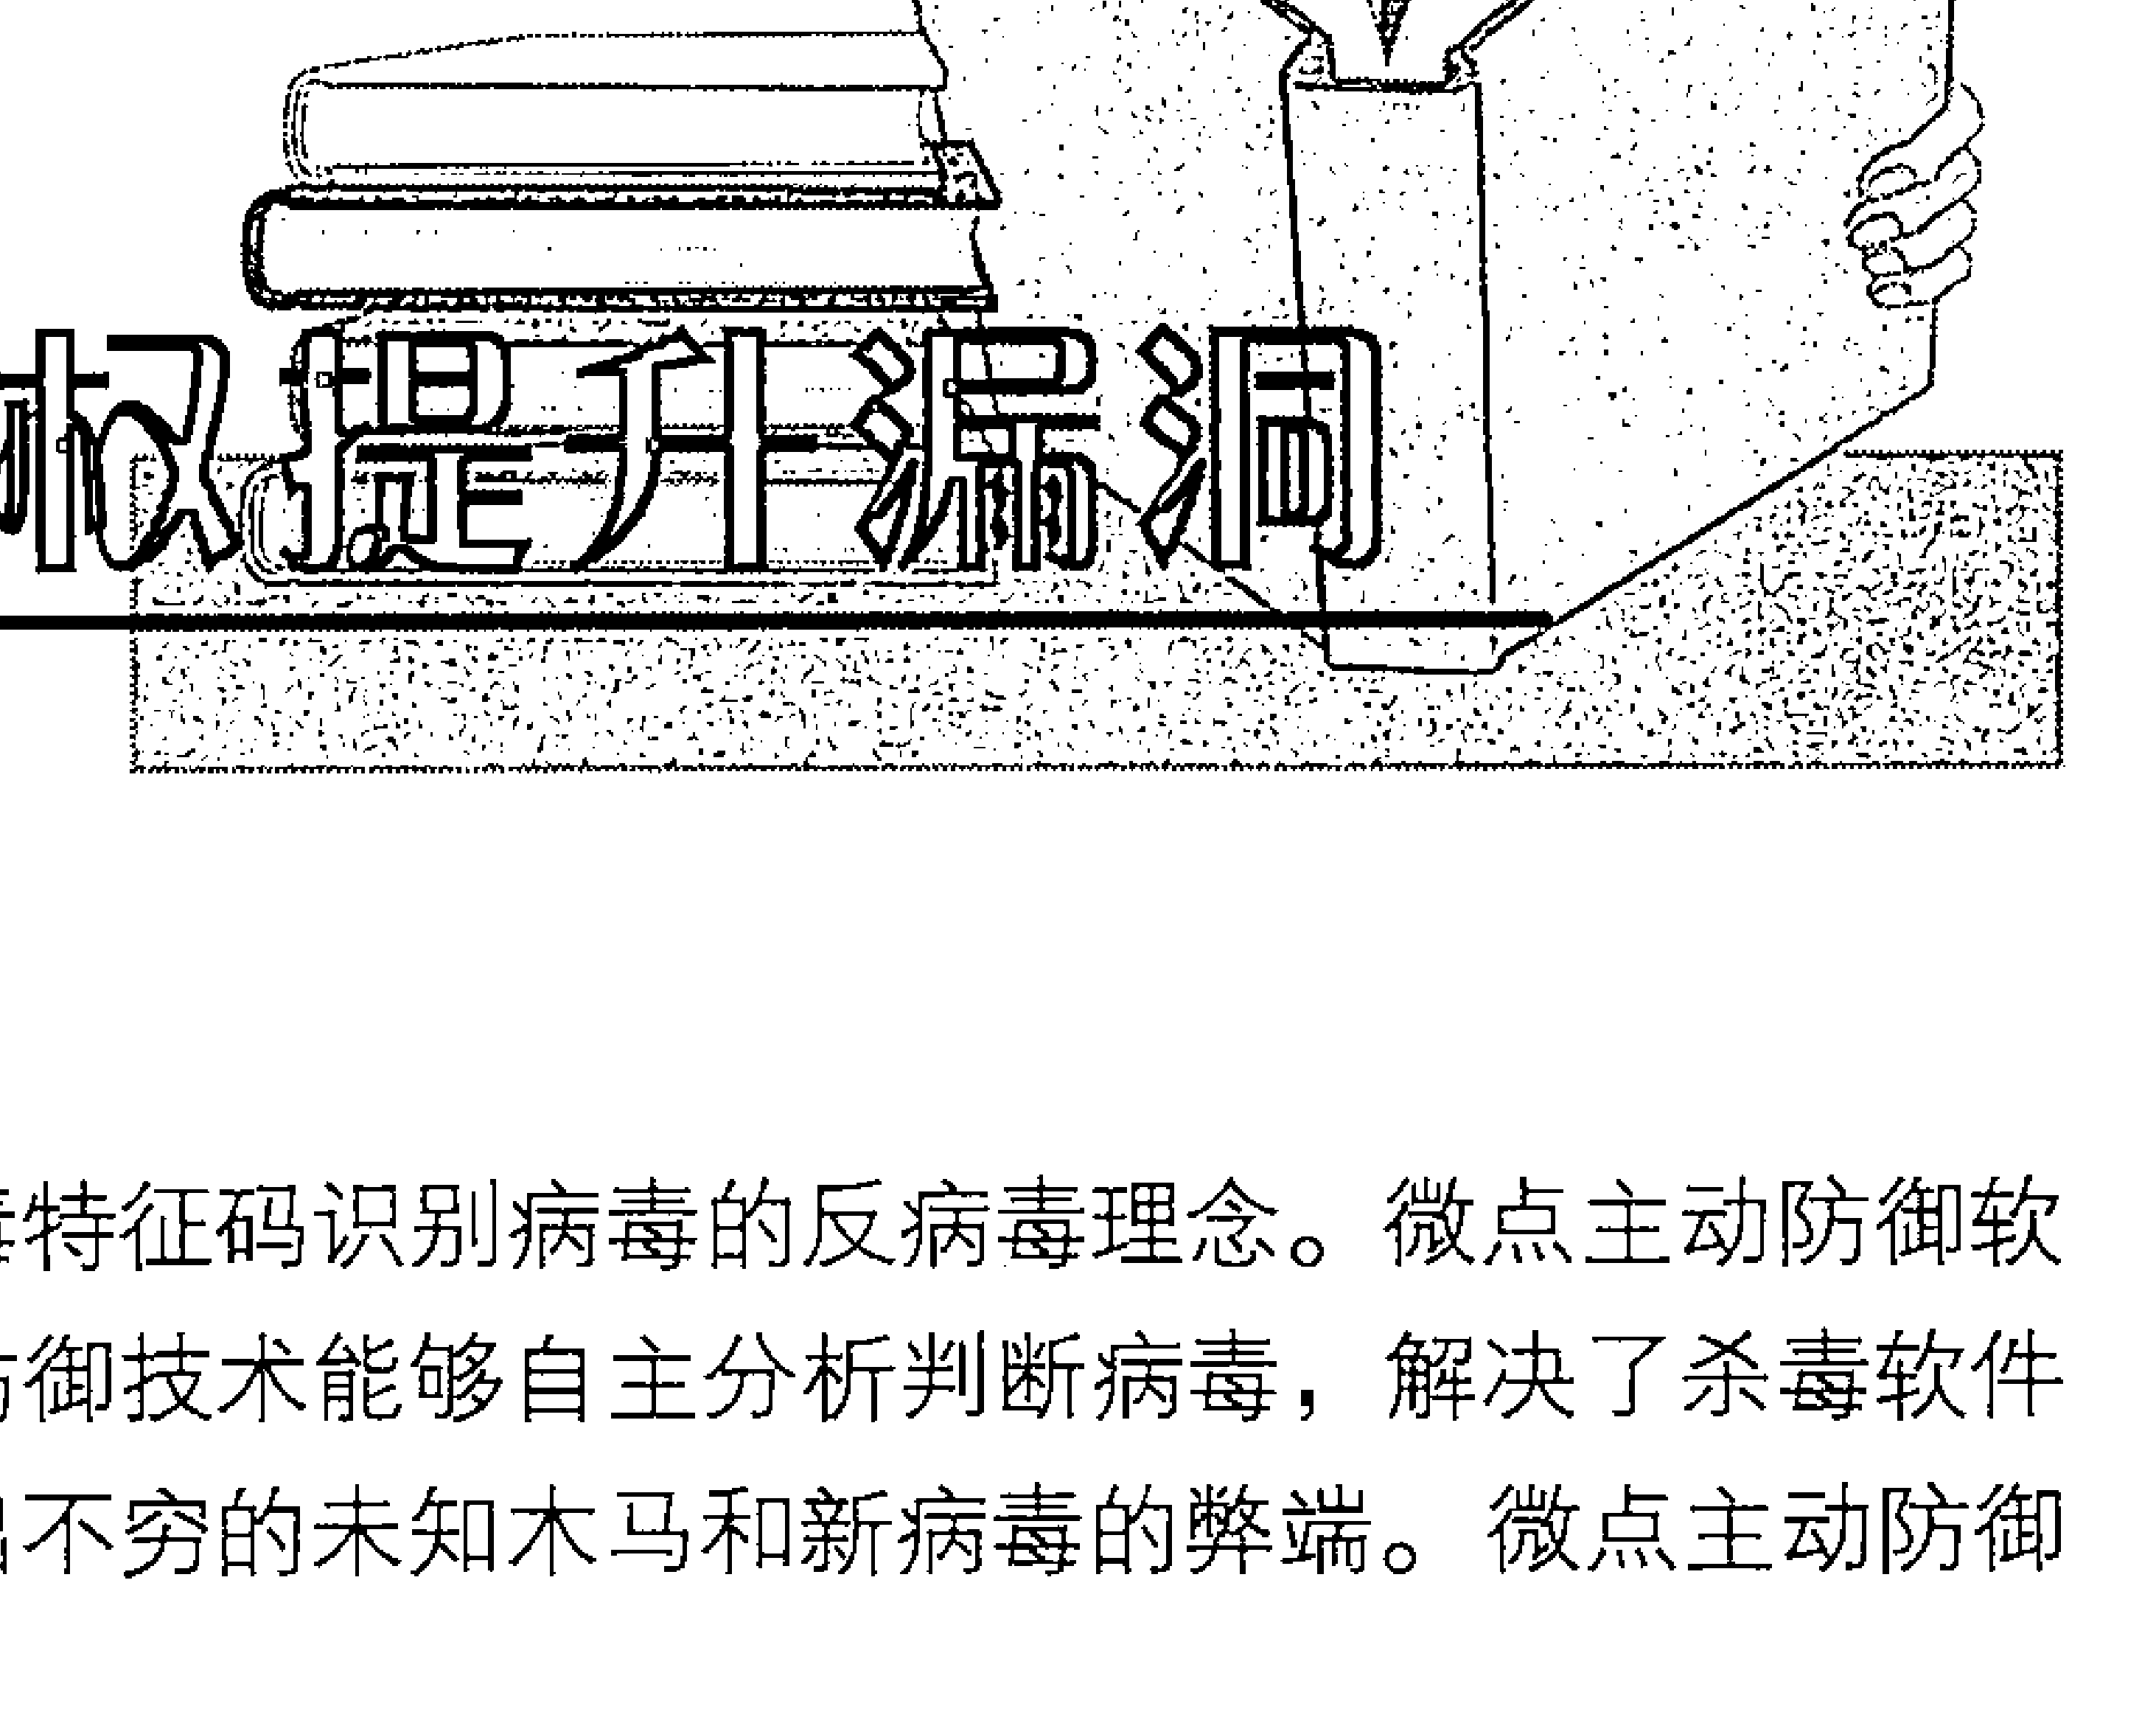 权提升漏洞
特征码识别病毒的反病毒理念。微点主动防御软
御技术能够自主分析判断病毒，解决了杀毒软件
不穷的未知木马和新病毒的弊端。微点主动防御